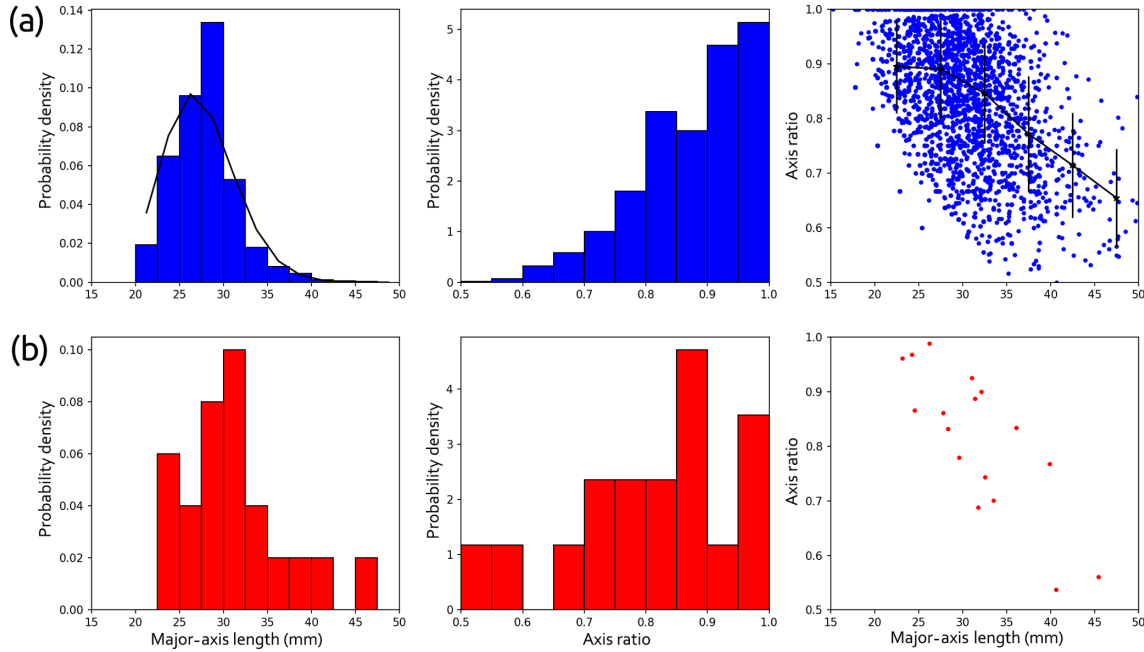 (a)
Probability density
0.14
0.12
0.10
0.08
0.06
0.04
0.02
0.00
15 20 25 30 35 40 45 50
Probability density
5
4
3
2
1
0
0.5 0.6 0.7 0.8 0.9 1.0
Axis ratio
1.0
0.9
0.8
0.7
0.6
0.5
15 20 25 30 35 40 45 50
(b)
Probability density
0.10
0.08
0.06
0.04
0.02
0.00
15 20 25 30 35 40 45 50
Major-axis length (mm)
Probability density
4
3
2
1
0
0.5 0.6 0.7 0.8 0.9 1.0
Axis ratio
Axis ratio
1.0
0.9
0.8
0.7
0.6
0.5
15 20 25 30 35 40 45 50
Major-axis length (mm)